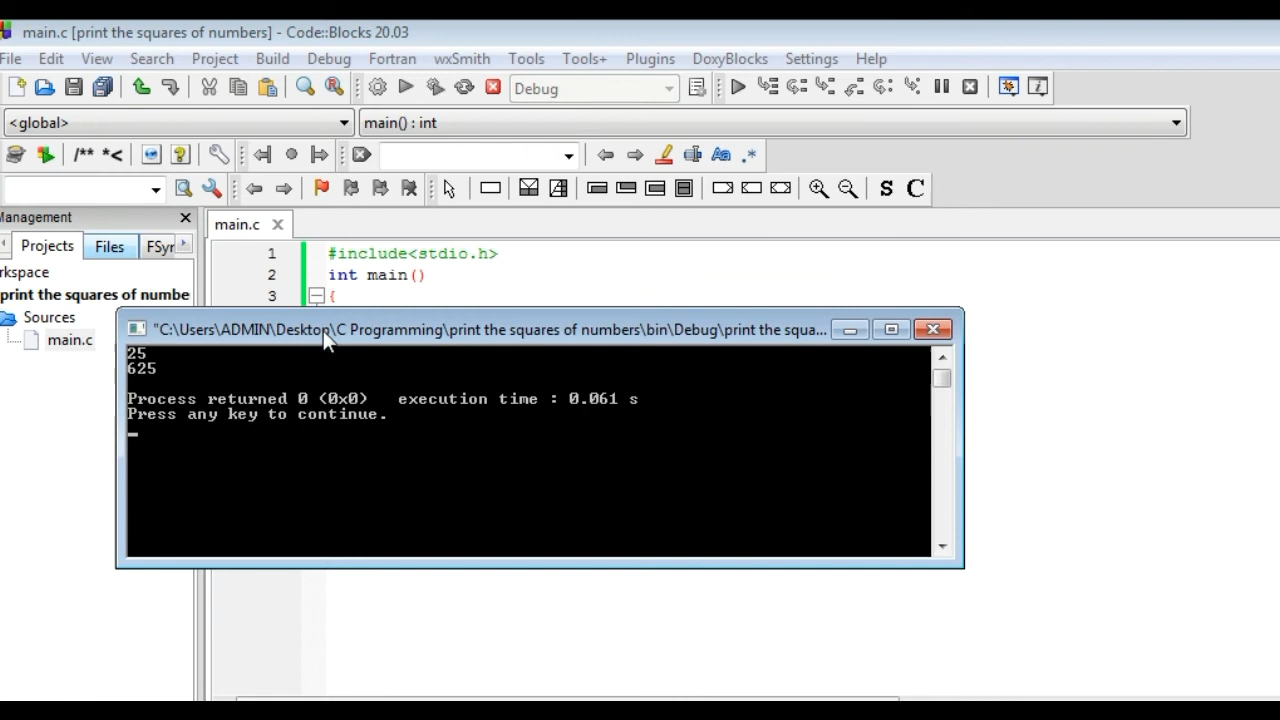 main.c [print the squares of numbers] - Code::Blocks 20.03
File Edit View Search Project Build Debug Fortran wxSmith Tools Tools+ Plugins DoxyBlocks Settings Help
Debug
<global> main() : int
/** *<
Aa .*
S C
Management
main.c
Projects Files FSyr
rkspace
print the squares of numbe
Sources
main.c
1 #include<stdio.h>
2 int main()
3 {
"C:\Users\ADMIN\Desktop\C Programming\print the squares of numbers\bin\Debug\print the squa...
25
625
Process returned 0 (0x0) execution time : 0.061 s
Press any key to continue.